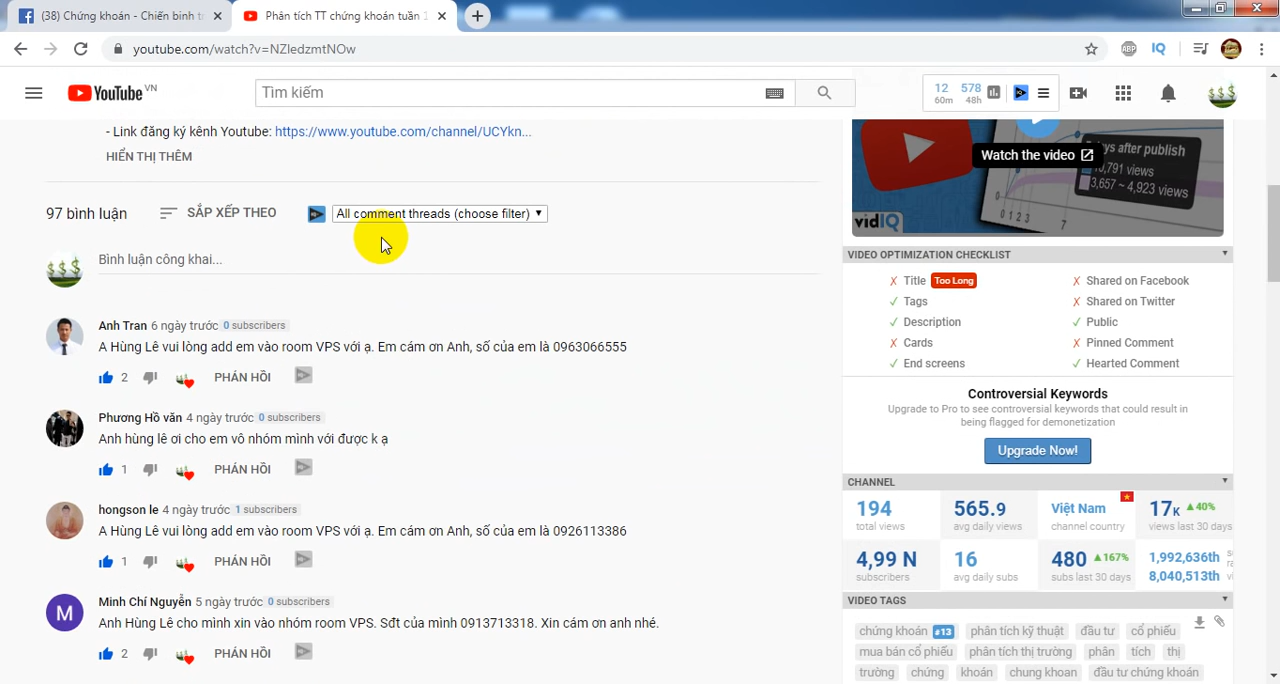 (38) Chứng khoán - Chiến binh t
Phân tích TT chứng khoán tuần
youtube.com/watch?v=NZIedzmtNOw
ABP
IQ
YouTube VN
Tìm kiếm
12 578
60m 48h
- Link đăng ký kênh Youtube: https://www.youtube.com/channel/UCYkn...
HIỂN THỊ THÊM
97 bình luận
SẮP XẾP THEO
All comment threads (choose filter)
Bình luận công khai...
Anh Tran 6 ngày trước 0 subscribers
A Hùng Lê vui lòng add em vào room VPS với ạ. Em cám ơn Anh, số của em là 0963066555
2 PHẢN HỒI
Phương Hồ văn 4 ngày trước 0 subscribers
Anh hùng lê ơi cho em vô nhóm mình với được k ạ
1 PHẢN HỒI
hongson le 4 ngày trước 1 subscribers
A Hùng Lê vui lòng add em vào room VPS với ạ. Em cám ơn Anh, số của em là 0926113386
1 PHẢN HỒI
M
Minh Chí Nguyễn 5 ngày trước 0 subscribers
Anh Hùng Lê cho mình xin vào nhóm room VPS. Sđt của mình 0913713318. Xin cám ơn anh nhé.
2 PHẢN HỒI
days after publish
Watch the video
,791 views
3,657 ~ 4,923 views
0 1 2 3 7
vidIQ
VIDEO OPTIMIZATION CHECKLIST
✗ Title Too Long ✗ Shared on Facebook
✓ Tags ✗ Shared on Twitter
✓ Description ✓ Public
✗ Cards ✗ Pinned Comment
✓ End screens ✓ Hearted Comment
Controversial Keywords
Upgrade to Pro to see controversial keywords that could result in
being flagged for demonetization
Upgrade Now!
CHANNEL
194 565.9 Việt Nam 17K ▲40%
total views avg daily views channel country views last 30 days
4,99 N 16 480 ▲167% 1,992,636th
subscribers avg daily subs subs last 30 days 8,040,513th
VIDEO TAGS
chứng khoán #13 phân tích kỹ thuật đầu tư cổ phiếu
mua bán cổ phiếu phân tích thị trường phân tích thị
trường chứng khoán chung khoan đầu tư chứng khoán